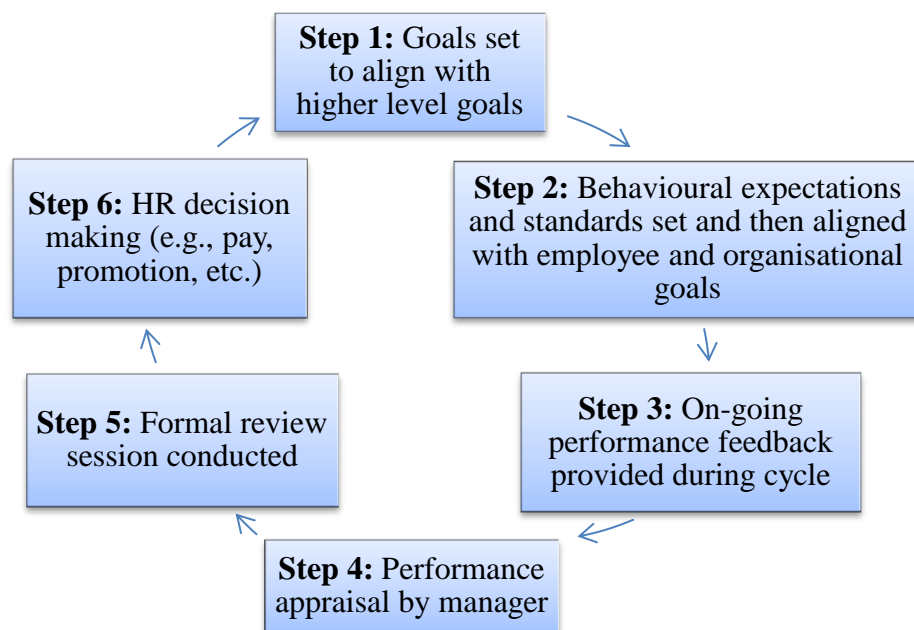 Step 1: Goals set
to align with
higher level goals
Step 2: Behavioural expectations
and standards set and then aligned
with employee and organisational
goals
Step 3: On-going
performance feedback
provided during cycle
Step 4: Performance
appraisal by manager
Step 5: Formal review
session conducted
Step 6: HR decision
making (e.g., pay,
promotion, etc.)